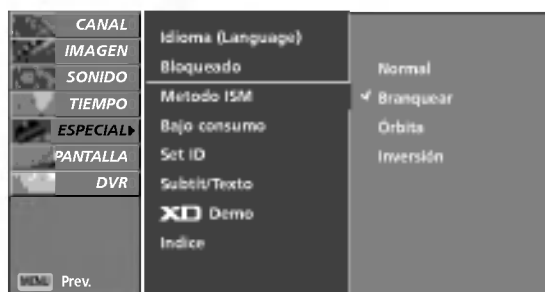 CANAL
IMAGEN
SONIDO
TIEMPO
ESPECIAL
PANTALLA
DVR
MENU Prev.
Idioma (Language)
Bloqueado
Metodo ISM
Bajo consumo
Set ID
Subtit/Texto
XD Demo
Indice
Normal
Branquear
Órbita
Inversión